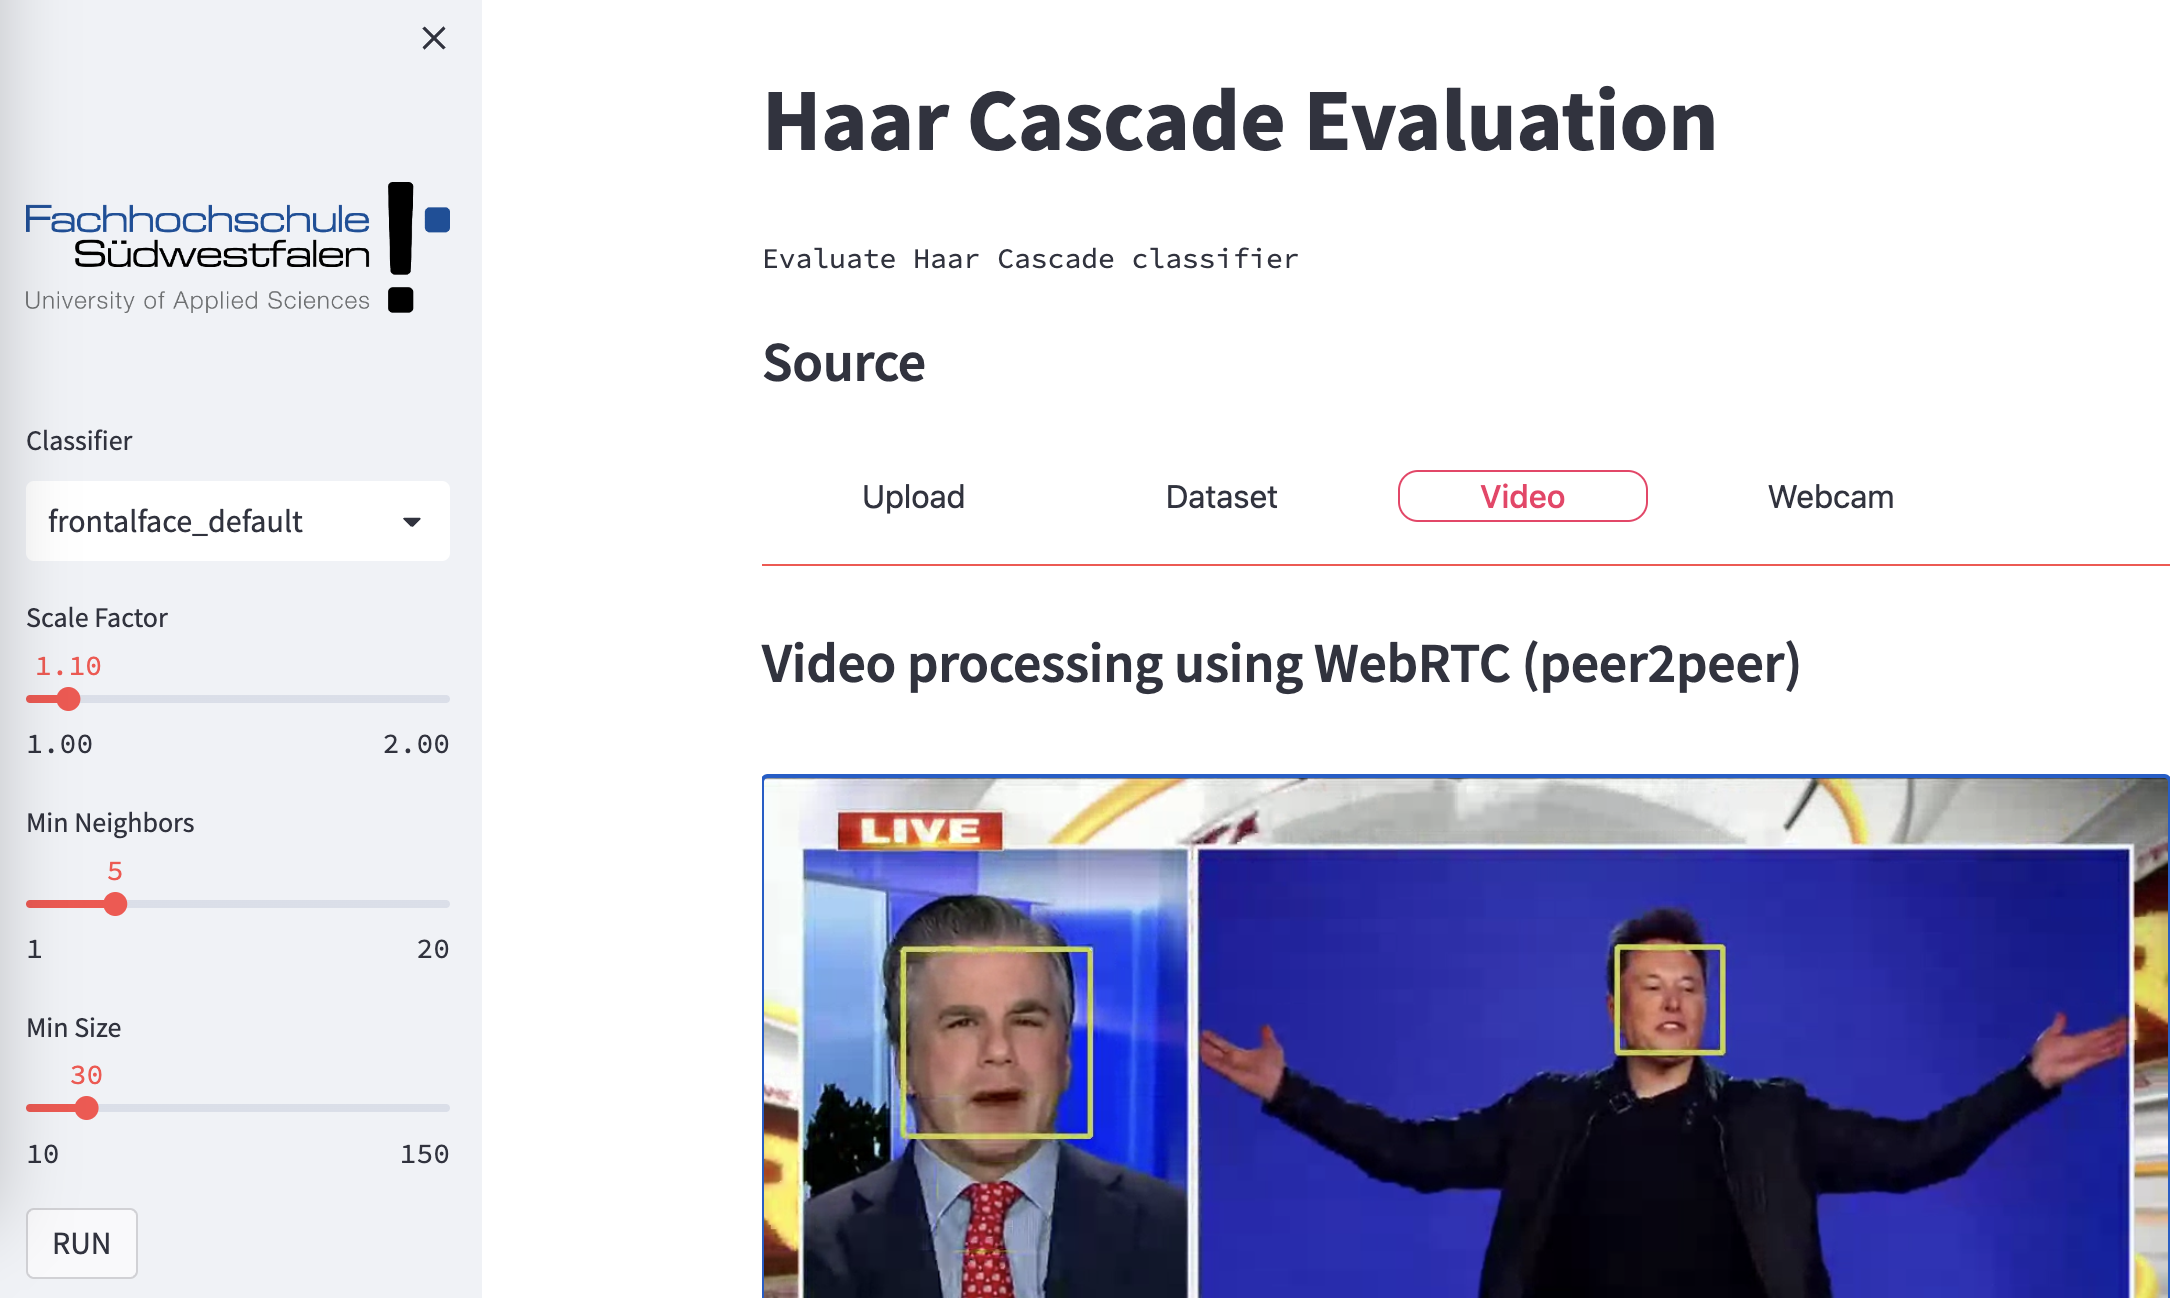 Fachhochschule
Südwestfalen
University of Applied Sciences
Classifier
frontalface_default
Scale Factor
1.10
1.00 2.00
Min Neighbors
5
1 20
Min Size
30
10 150
RUN
Haar Cascade Evaluation
Evaluate Haar Cascade classifier
Source
Upload Dataset Video Webcam
Video processing using WebRTC (peer2peer)
LIVE